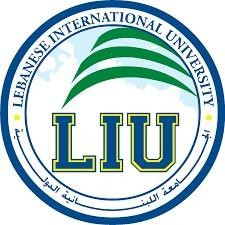 · LEBANESE INTERNATIONAL UNIVERSITY ·
LIU
الجامعة اللبنانية الدولية